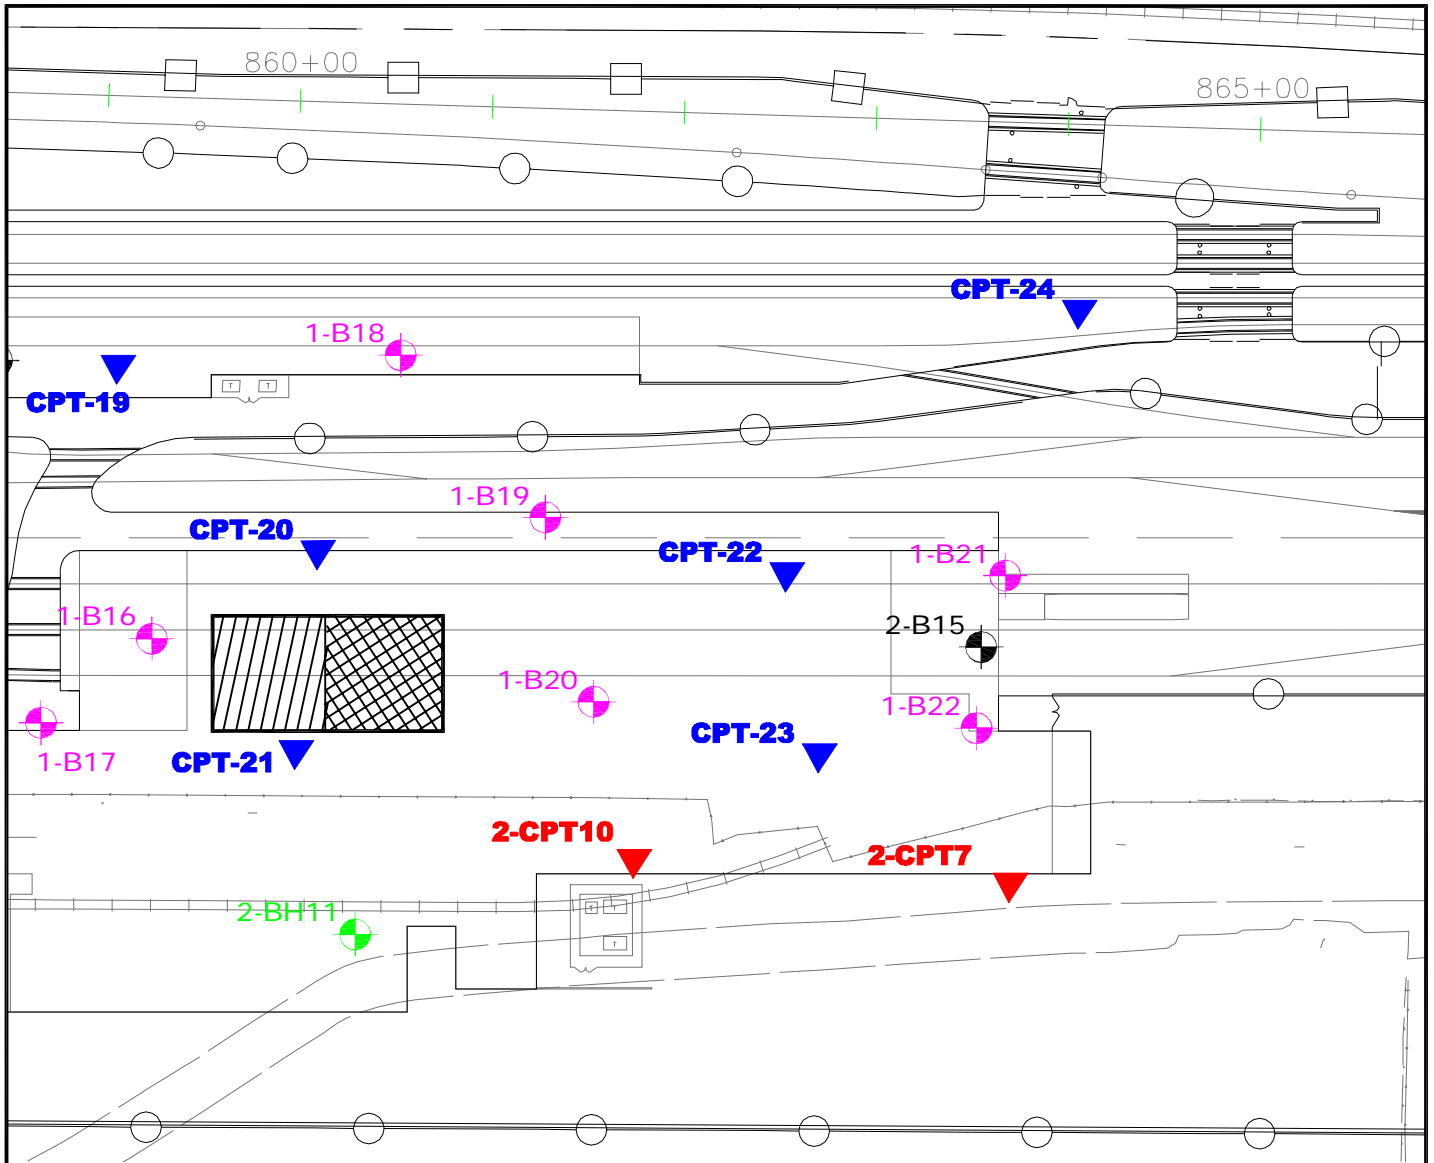 860+00
865+00
CPT-24
1-B18
T T
CPT-19
1-B19
CPT-20
CPT-22
1-B21
1-B16
2-B15
1-B20
1-B22
CPT-23
1-B17
CPT-21
2-CPT10
2-CPT7
2-BH11
T T
T